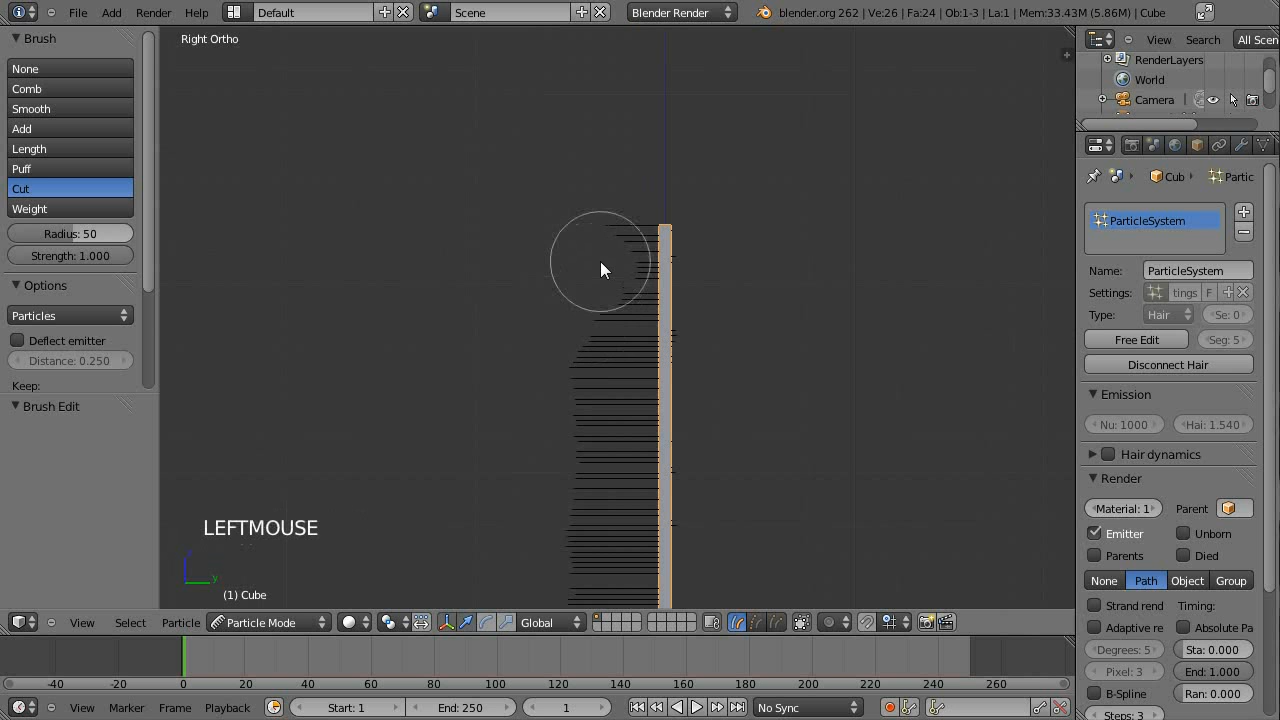 File Add Render Help Default Scene Blender Render blender.org 262 | Ve:26 | Fa:24 | Ob:1-3 | La:1 | Mem:33.43M (5.86M) | Cube
Brush
None
Comb
Smooth
Add
Length
Puff
Cut
Weight
Radius: 50
Strength: 1.000
Options
Particles
Deflect emitter
Distance: 0.250
Keep:
Brush Edit
Right Ortho
LEFTMOUSE
y
(1) Cube
View Search All Scen
RenderLayers
World
Camera
Cub Partic
ParticleSystem
Name: ParticleSystem
Settings: tings F
Type: Hair Se: 0
Free Edit Seg: 5
Disconnect Hair
Emission
Nu: 1000 Hai: 1.540
Hair dynamics
Render
Material: 1 Parent
Emitter Unborn
Parents Died
None Path Object Group
Strand rend Timing:
Adaptive re Absolute Pa
Degrees: 5 Sta: 0.000
Pixel: 3 End: 1.000
B-Spline Ran: 0.000
Steps: 3
View Select Particle Particle Mode Global
-40 -20 0 20 40 60 80 100 120 140 160 180 200 220 240 260
View Marker Frame Playback Start: 1 End: 250 1 No Sync